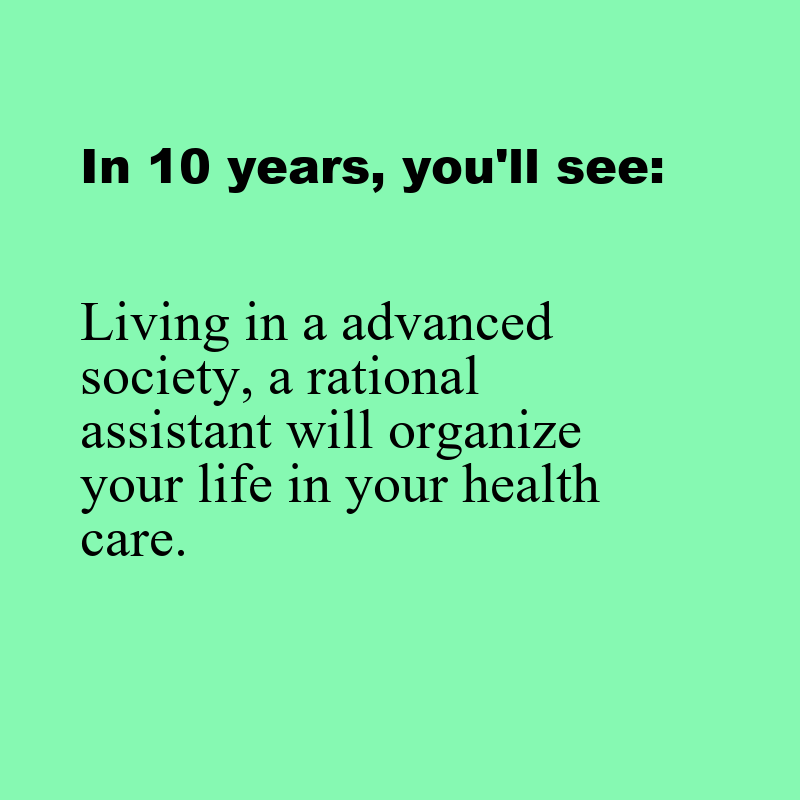 In 10 years, you'll see:
Living in a advanced
society, a rational
assistant will organize
your life in your health
care.